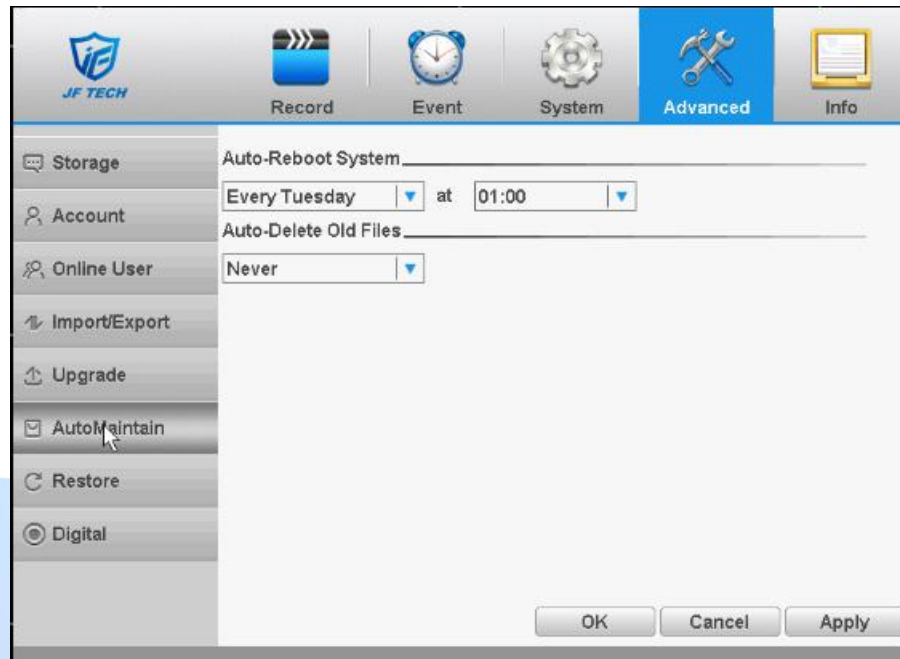 JF TECH
Record Event System Advanced Info
Storage
Account
Online User
Import/Export
Upgrade
AutoMaintain
Restore
Digital
Auto-Reboot System
Every Tuesday at 01:00
Auto-Delete Old Files
Never
OK Cancel Apply